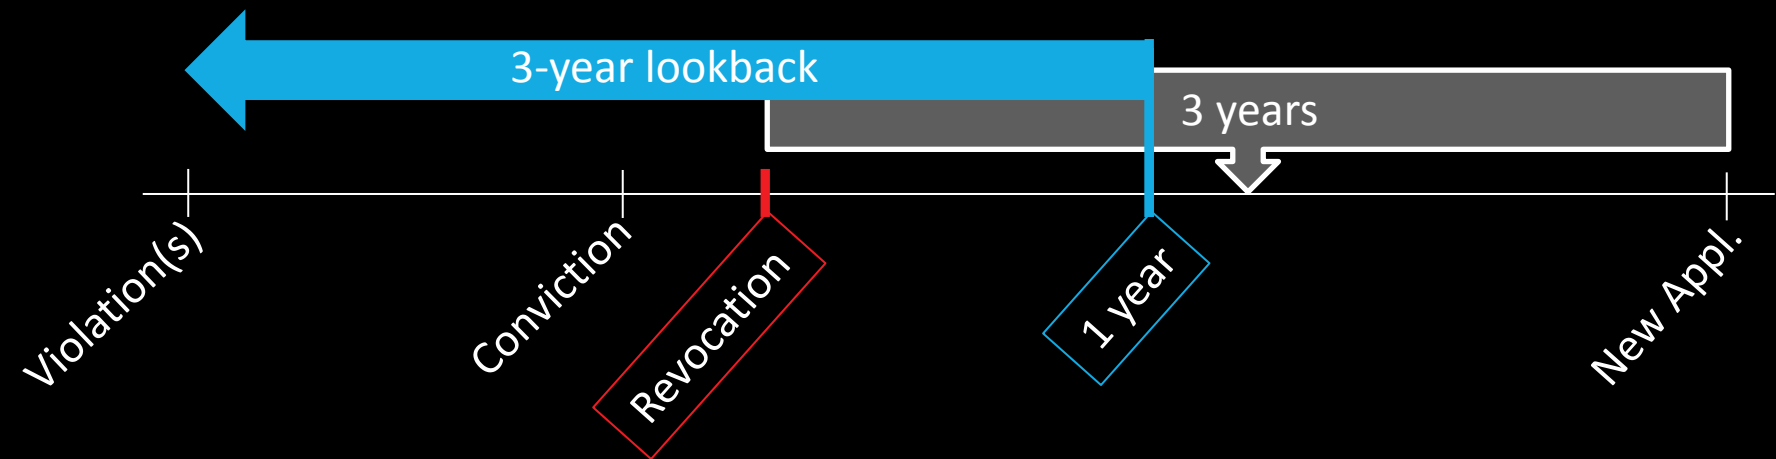 3-year lookback
3 years
Violation(s)
Conviction
Revocation
1 year
New Appl.